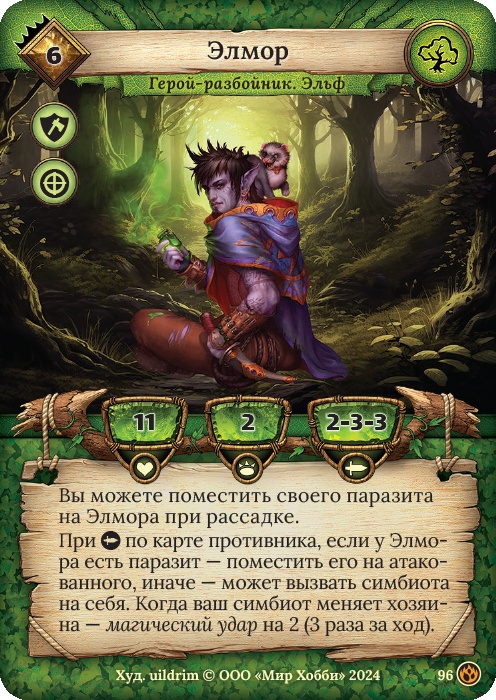 6
Элмор
Герой-разбойник. Эльф
11
2
2-3-3
Вы можете поместить своего паразита
на Элмора при рассадке.
При по карте противника, если у Элмо-
ра есть паразит — поместить его на атако-
ванного, иначе — может вызвать симбиота
на себя. Когда ваш симбиот меняет хозяи-
на — магический удар на 2 (3 раза за ход).
Худ. uildrim © ООО «Мир Хобби» 2024
96